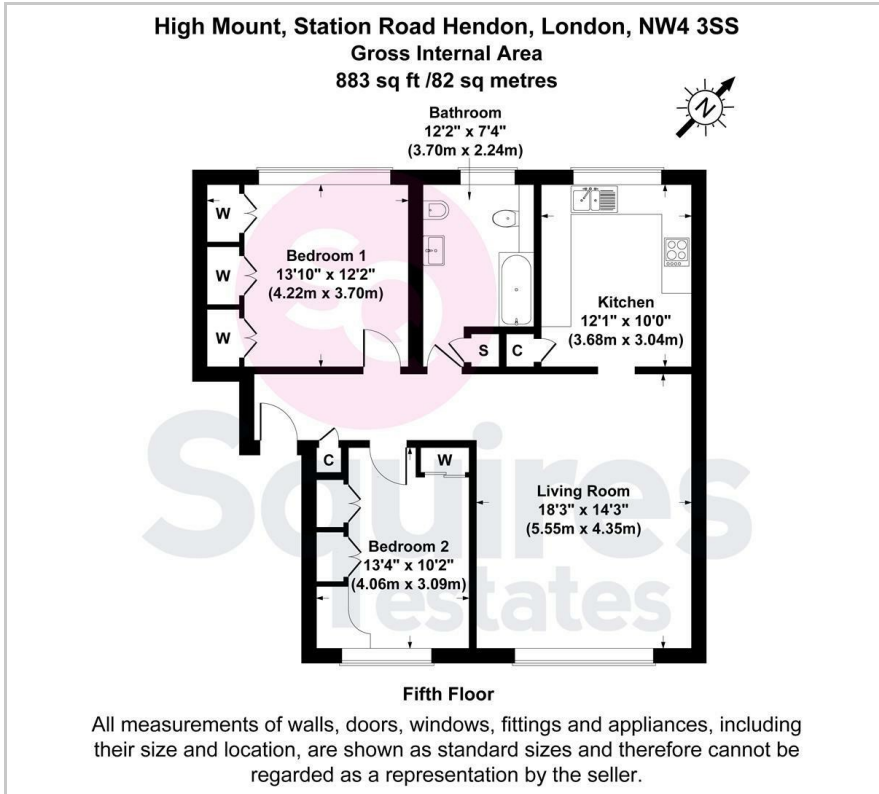 High Mount, Station Road Hendon, London, NW4 3SS
Gross Internal Area
883 sq ft /82 sq metres
N
Bathroom
12'2" x 7'4"
(3.70m x 2.24m)
W
W
W
Bedroom 1
13'10" x 12'2"
(4.22m x 3.70m)
Kitchen
12'1" x 10'0"
(3.68m x 3.04m)
S
C
C
W
Living Room
18'3" x 14'3"
(5.55m x 4.35m)
Bedroom 2
13'4" x 10'2"
(4.06m x 3.09m)
SQ
Squires
estates
Fifth Floor
All measurements of walls, doors, windows, fittings and appliances, including
their size and location, are shown as standard sizes and therefore cannot be
regarded as a representation by the seller.